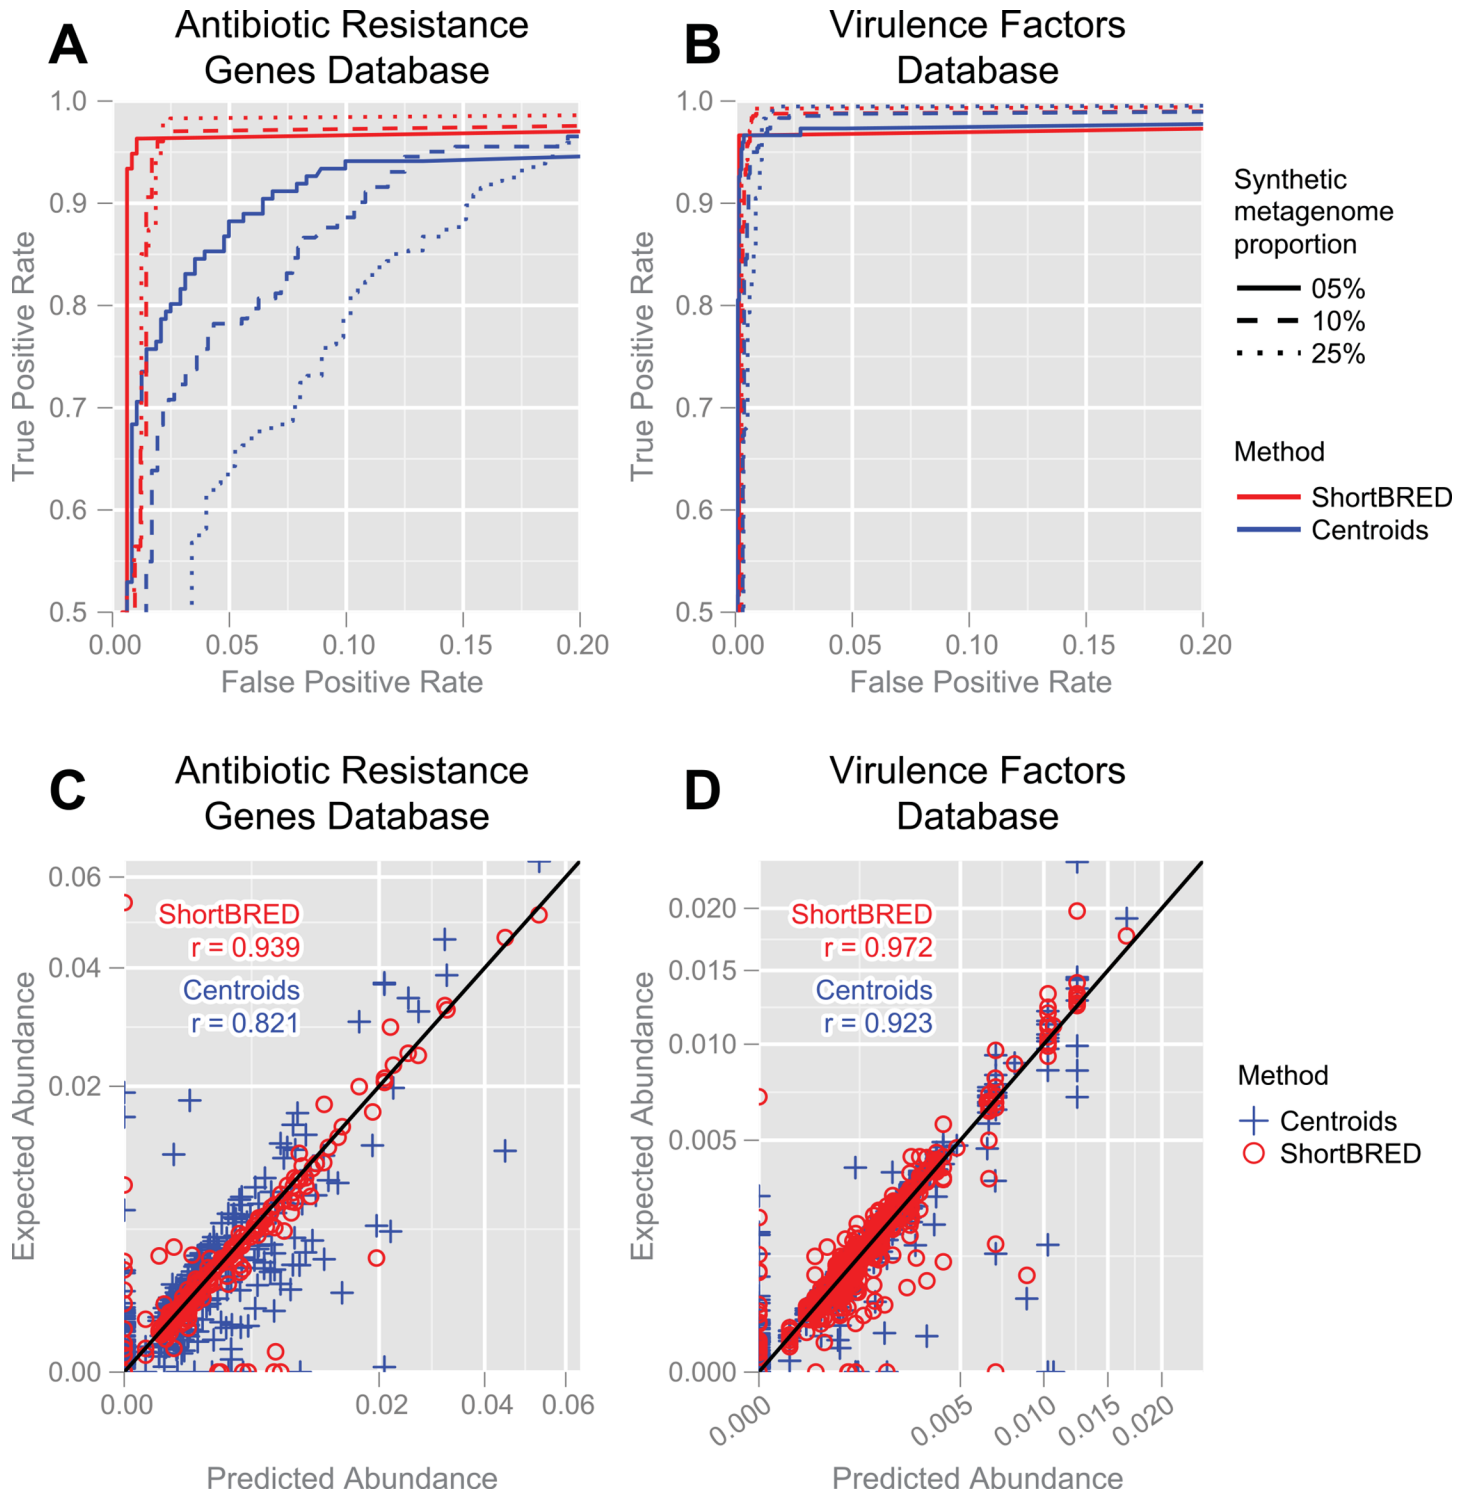 A
Antibiotic Resistance
Genes Database
1.0
0.9
0.8
0.7
0.6
0.5
True Positive Rate
0.00 0.05 0.10 0.15 0.20
False Positive Rate
B
Virulence Factors
Database
1.0
0.9
0.8
0.7
0.6
0.5
True Positive Rate
0.00 0.05 0.10 0.15 0.20
False Positive Rate
Synthetic
metagenome
proportion
05%
10%
25%
Method
ShortBRED
Centroids
C
Antibiotic Resistance
Genes Database
ShortBRED
r = 0.939
Centroids
r = 0.821
0.06
0.04
0.02
0.00
Expected Abundance
0.00 0.02 0.04 0.06
Predicted Abundance
D
Virulence Factors
Database
ShortBRED
r = 0.972
Centroids
r = 0.923
0.020
0.015
0.010
0.005
0.000
Expected Abundance
0.000 0.005 0.010 0.015 0.020
Predicted Abundance
Method
Centroids
ShortBRED